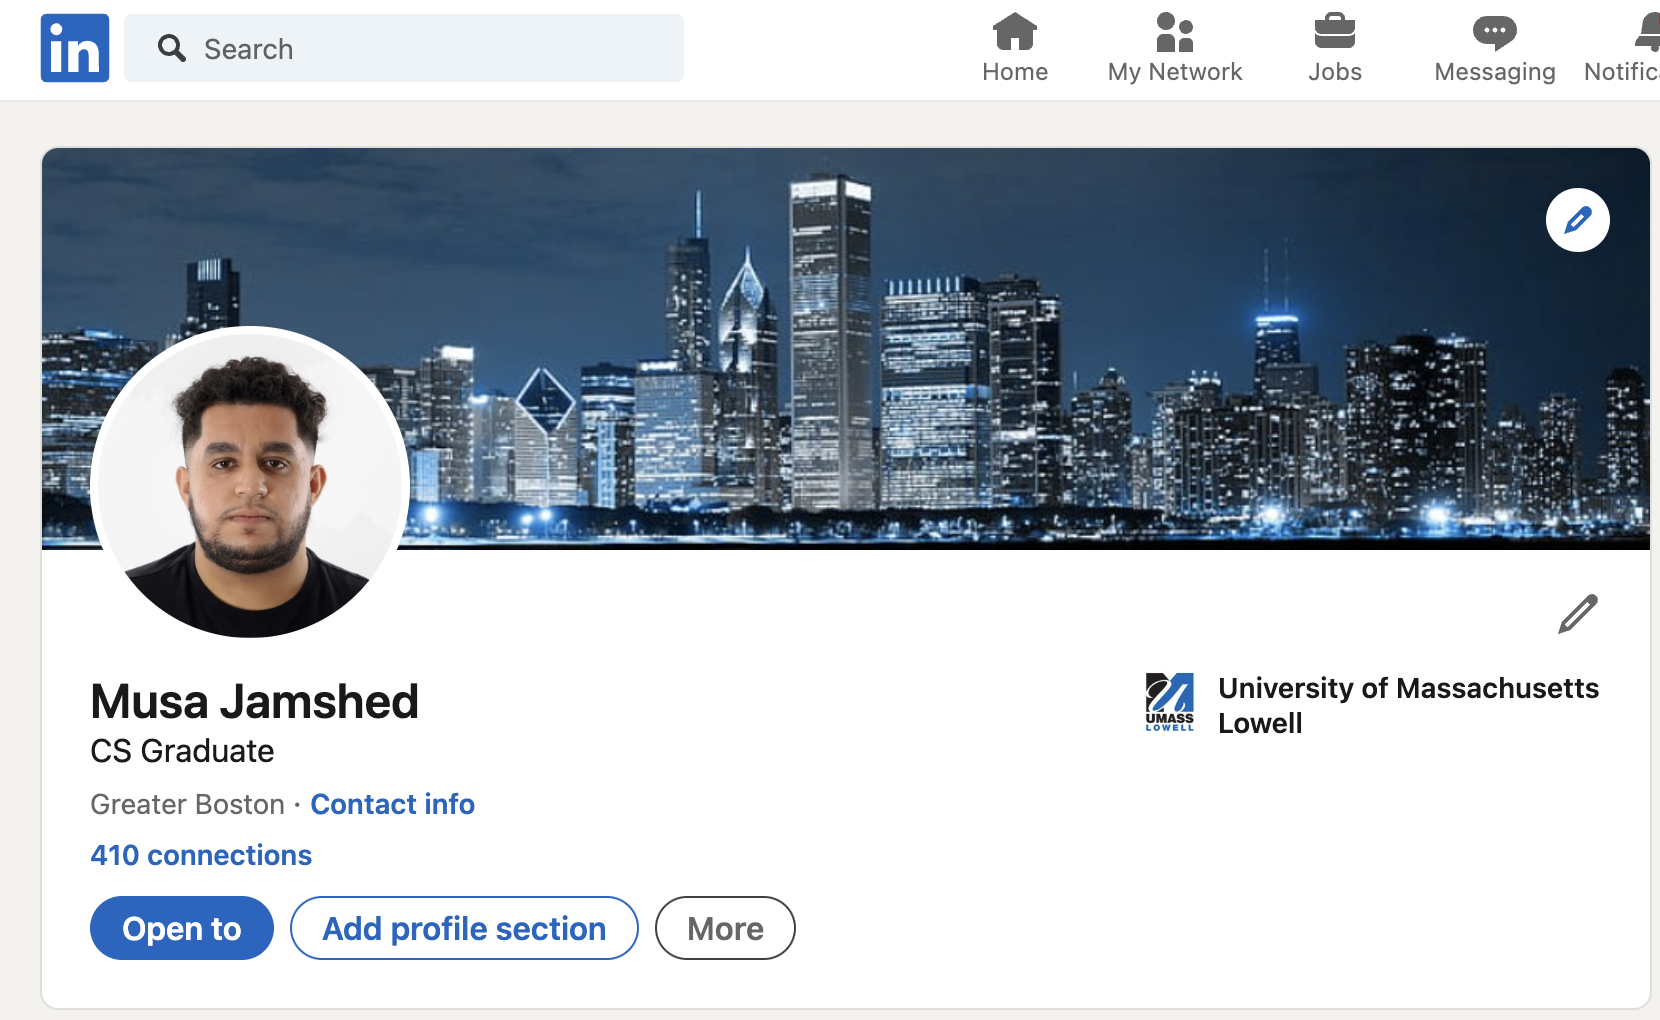 in
Search
Home
My Network
Jobs
Messaging
Notific
Musa Jamshed
CS Graduate
Greater Boston · Contact info
410 connections
Open to
Add profile section
More
UMASS
LOWELL
University of Massachusetts
Lowell